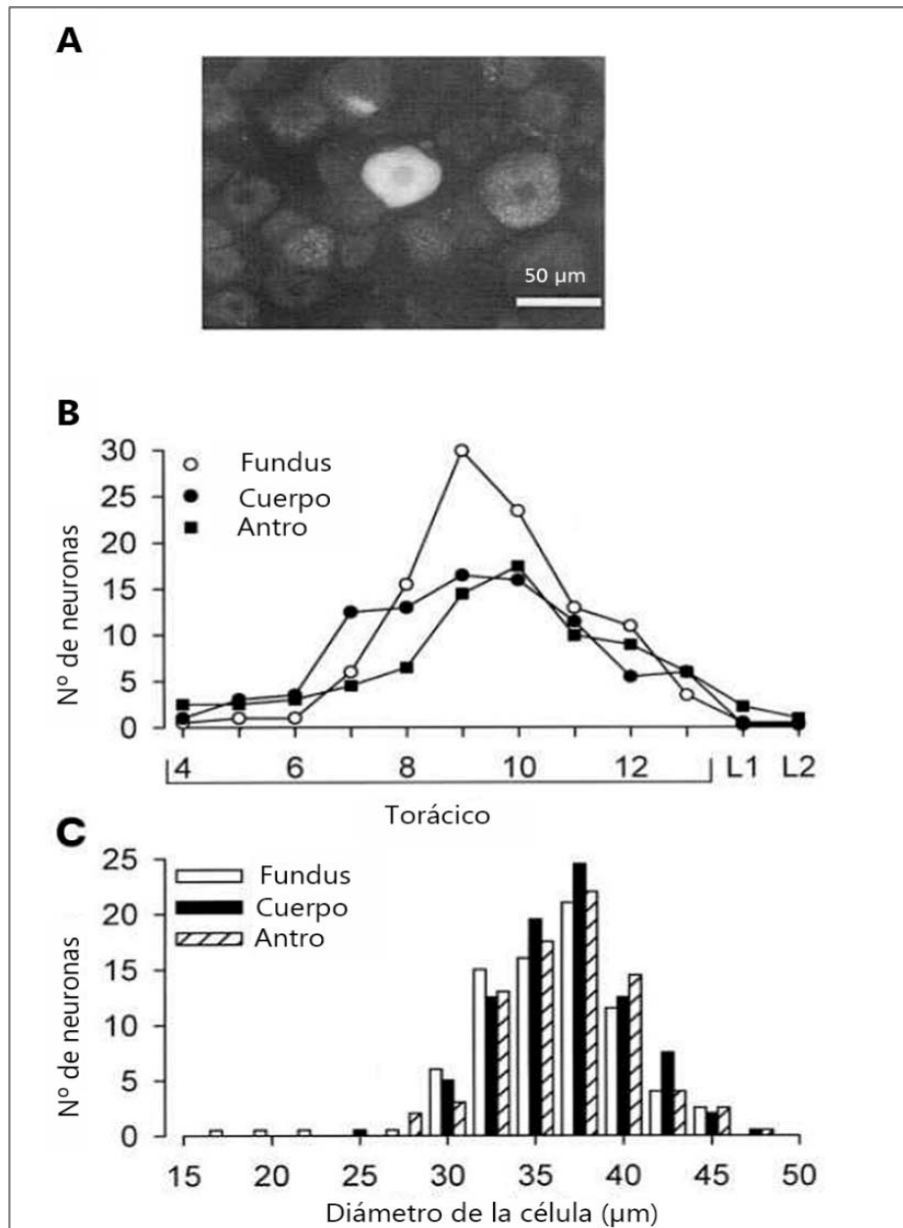 A
50 µm
B
30
25
20
15
10
5
0
Nº de neuronas
Fundus
Cuerpo
Antro
4 6 8 10 12 L1 L2
Torácico
C
25
20
15
10
5
0
Nº de neuronas
Fundus
Cuerpo
Antro
15 20 25 30 35 40 45 50
Diámetro de la célula (µm)